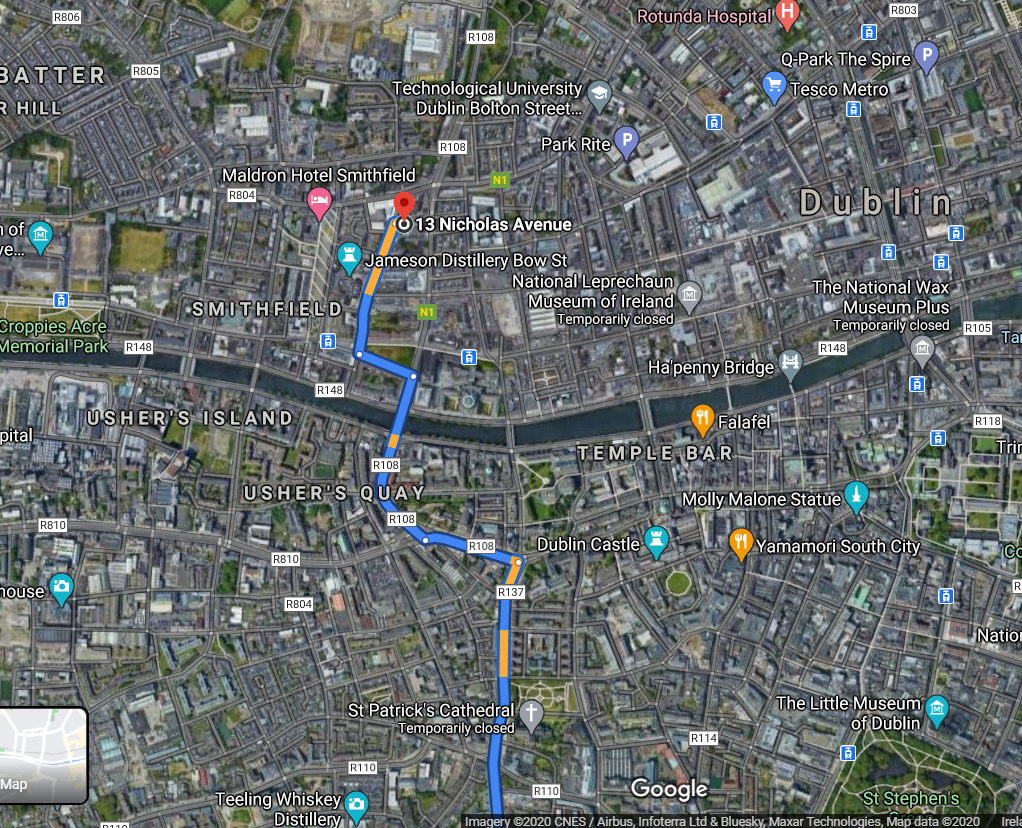 R806
R108
Rotunda Hospital
H
R803
BATTER
R805
Q-Park The Spire
P
R HILL
Technological University
Dublin Bolton Street...
Tesco Metro
R108
Park Rite
P
Maldron Hotel Smithfield
N1
R804
13 Nicholas Avenue
Dublin
n of
ve...
Jameson Distillery Bow St
National Leprechaun
Museum of Ireland
Temporarily closed
The National Wax
Museum Plus
Temporarily closed
SMITHFIELD
N1
Croppies Acre
Memorial Park
R148
R105
Tar
R148
Ha'penny Bridge
R148
USHER'S ISLAND
Falafel
R118
pital
TEMPLE BAR
Trin
R108
USHER'S QUAY
Molly Malone Statue
R810
R108
R810
R108
Dublin Castle
Yamamori South City
Co
house
R137
R804
R
Nation
St Patrick's Cathedral
Temporarily closed
The Little Museum
of Dublin
R114
Map
R110
R110
Google
St Stephen's
Teeling Whiskey
Distillery
R110
Imagery ©2020 CNES / Airbus, Infoterra Ltd & Bluesky, Maxar Technologies, Map data ©2020
Irela